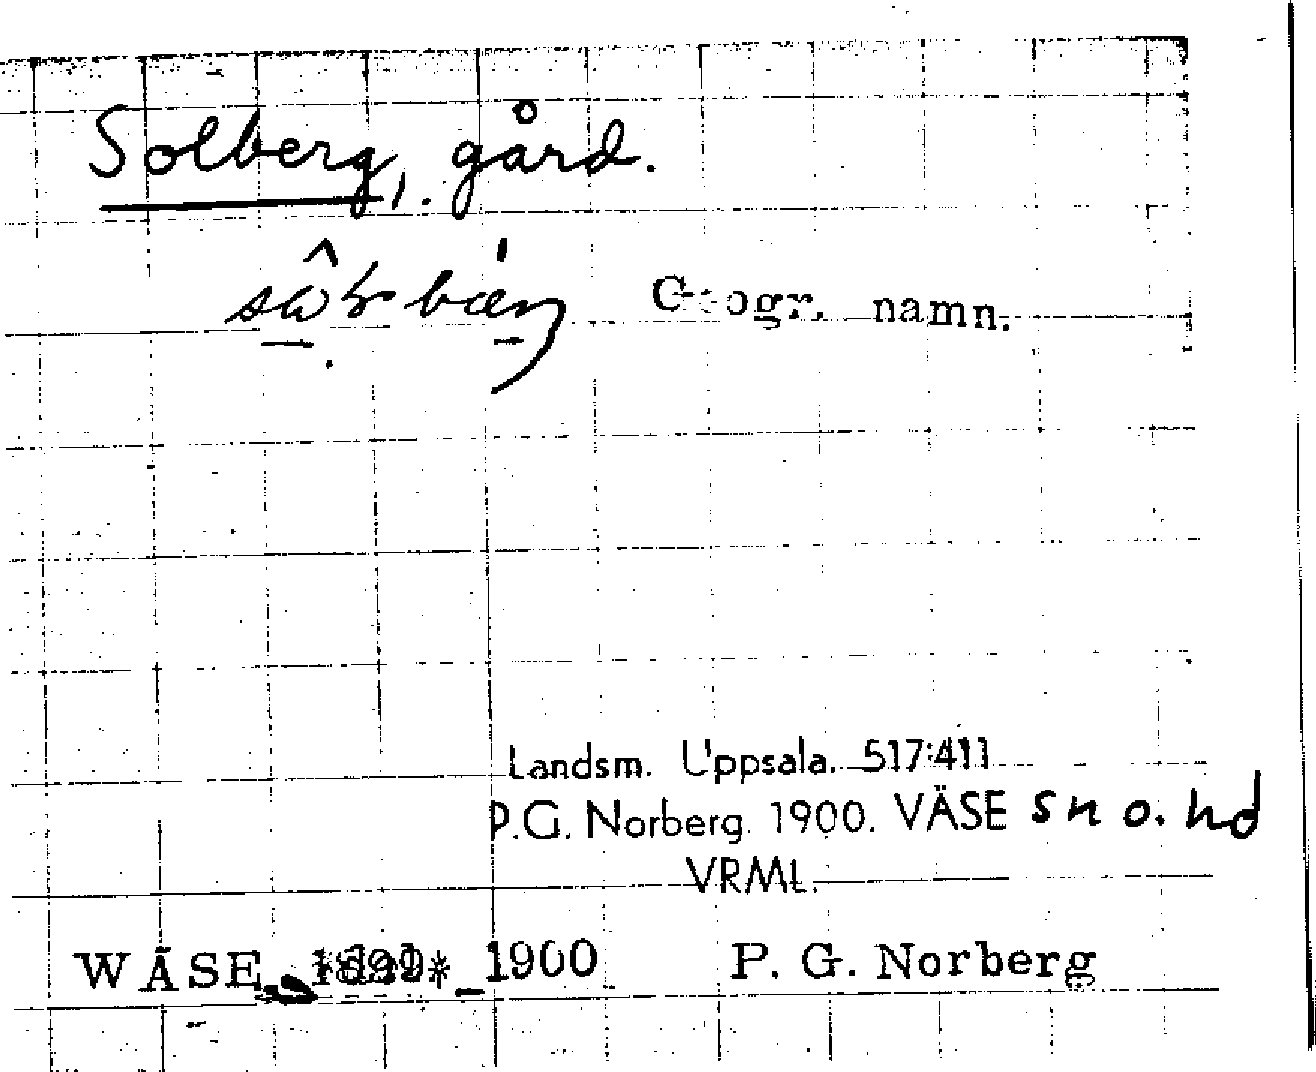 Solberg, gård.
Geogr. namn.
Landsm. Uppsala. 517:411
P.G. Norberg. 1900. VÄSE sn o. hd
VRML.
WÄSE 1900 P. G. Norberg